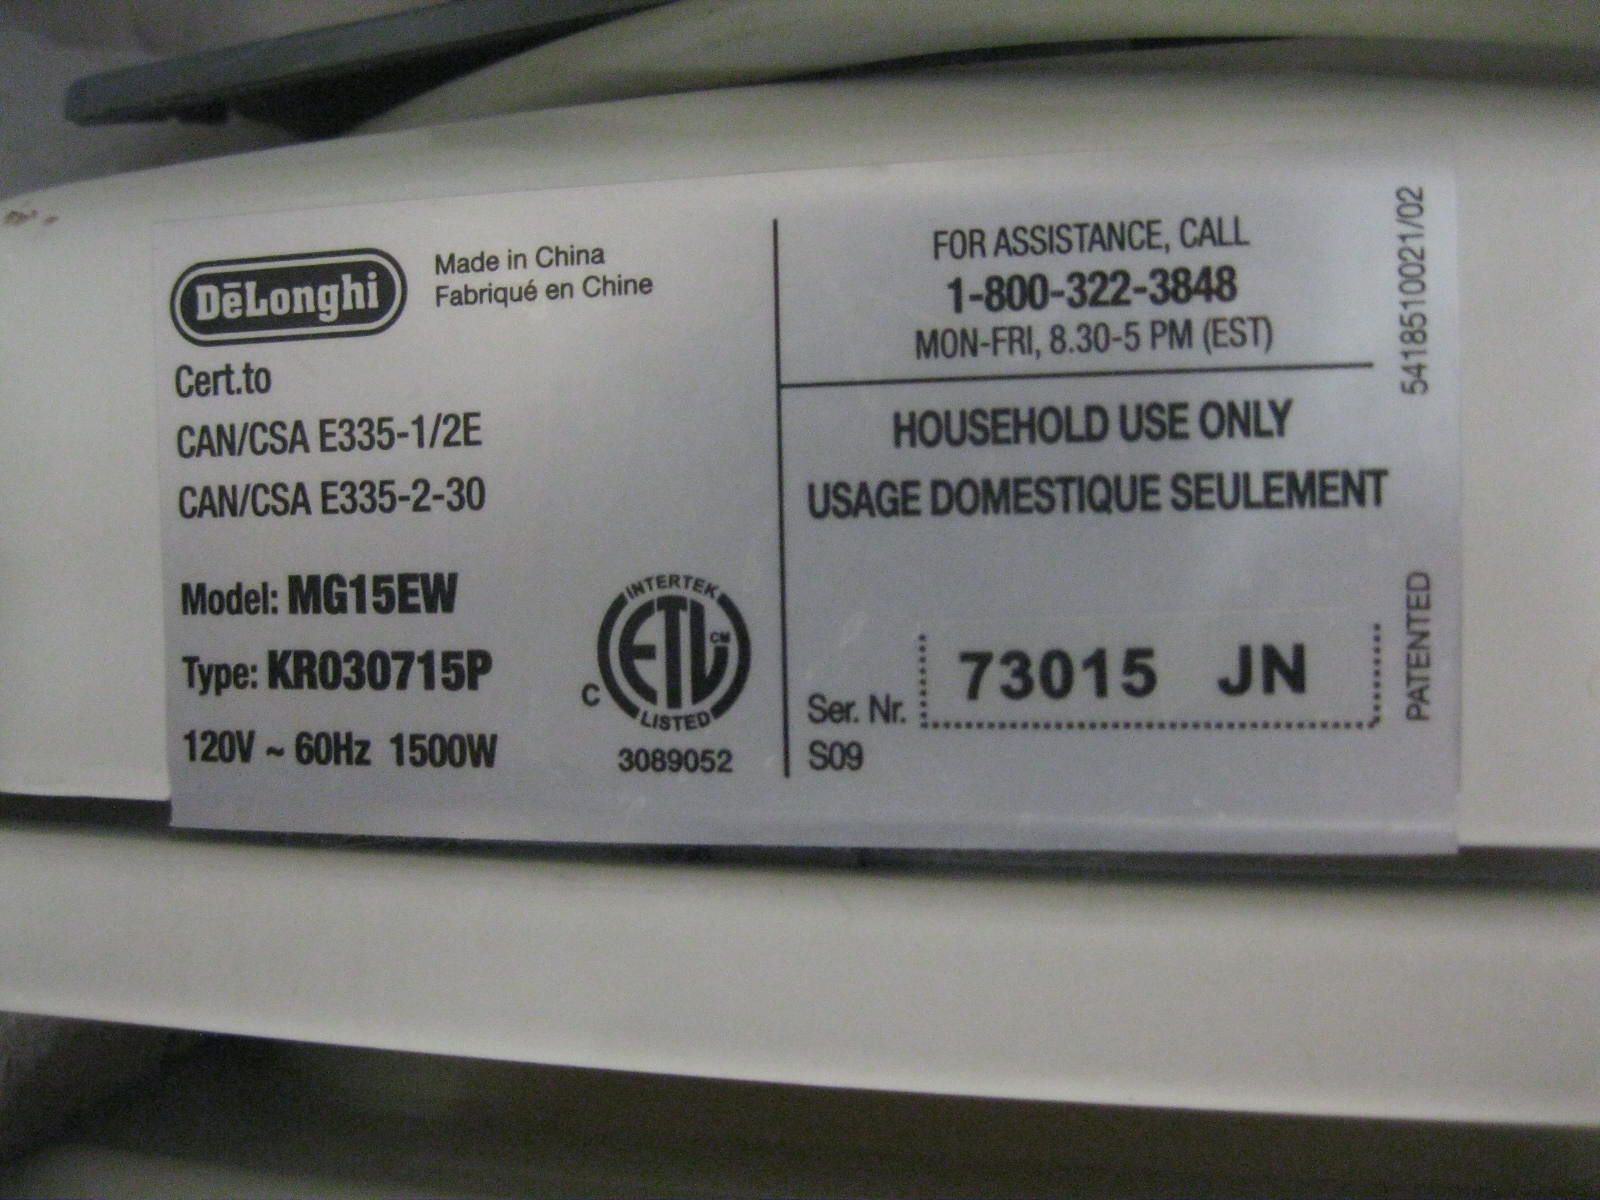 DeLonghi
Made in China
Fabriqué en Chine
Cert.to
CAN/CSA E335-1/2E
CAN/CSA E335-2-30
Model: MG15EW
Type: KR030715P
120V ~ 60Hz 1500W
INTERTEK
ETL CM
C
LISTED
3089052
FOR ASSISTANCE, CALL
1-800-322-3848
MON-FRI, 8.30-5 PM (EST)
HOUSEHOLD USE ONLY
USAGE DOMESTIQUE SEULEMENT
Ser. Nr. 73015 JN
S09
5418510021/02
PATENTED